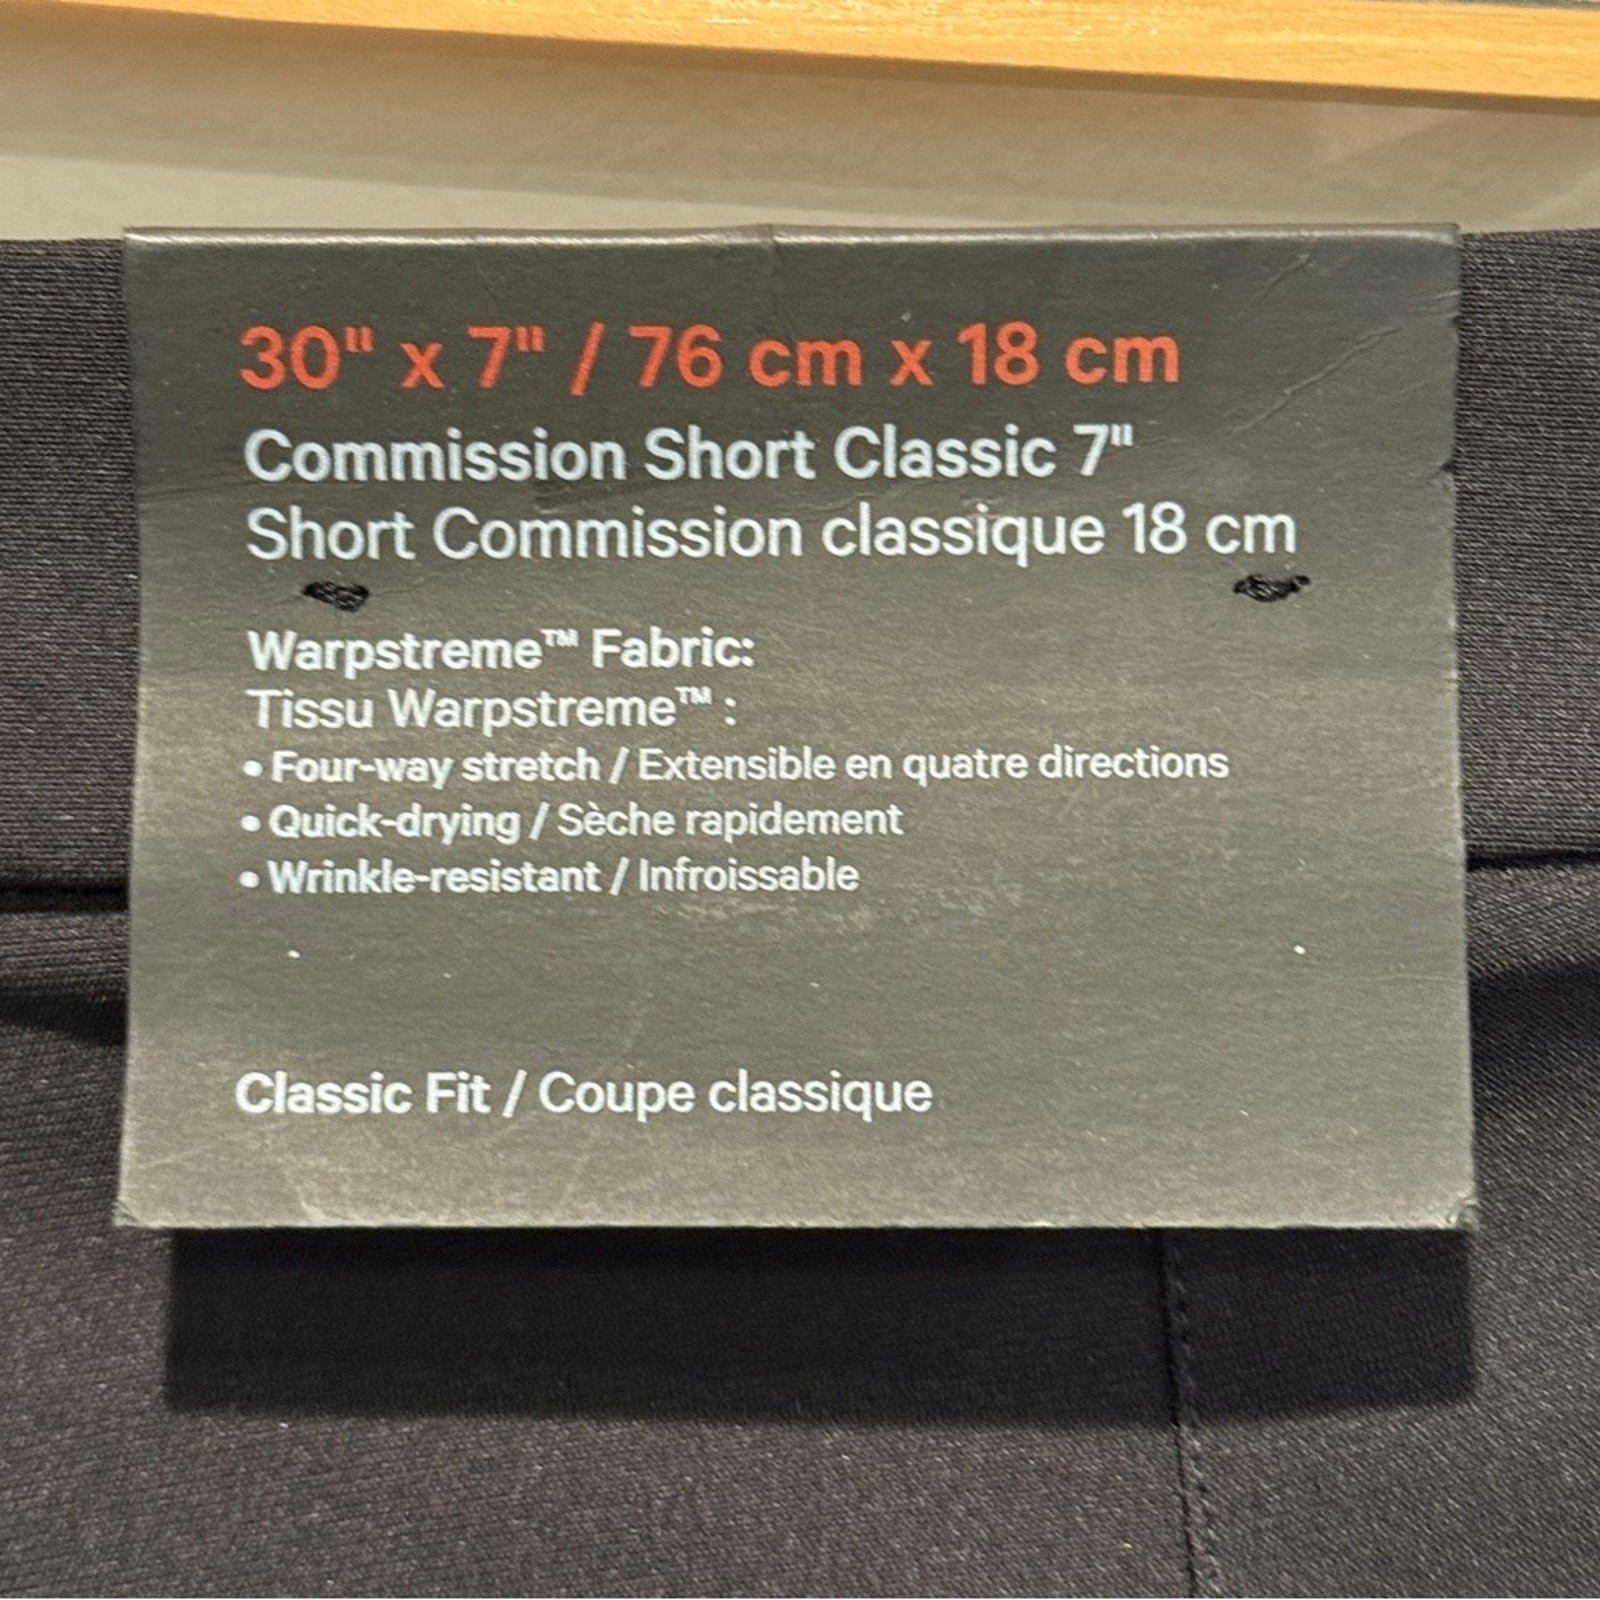 30" x 7" / 76 cm x 18 cm
Commission Short Classic 7"
Short Commission classique 18 cm
Warpstreme™ Fabric:
Tissu Warpstreme™ :
• Four-way stretch / Extensible en quatre directions
• Quick-drying / Sèche rapidement
• Wrinkle-resistant / Infroissable
Classic Fit / Coupe classique